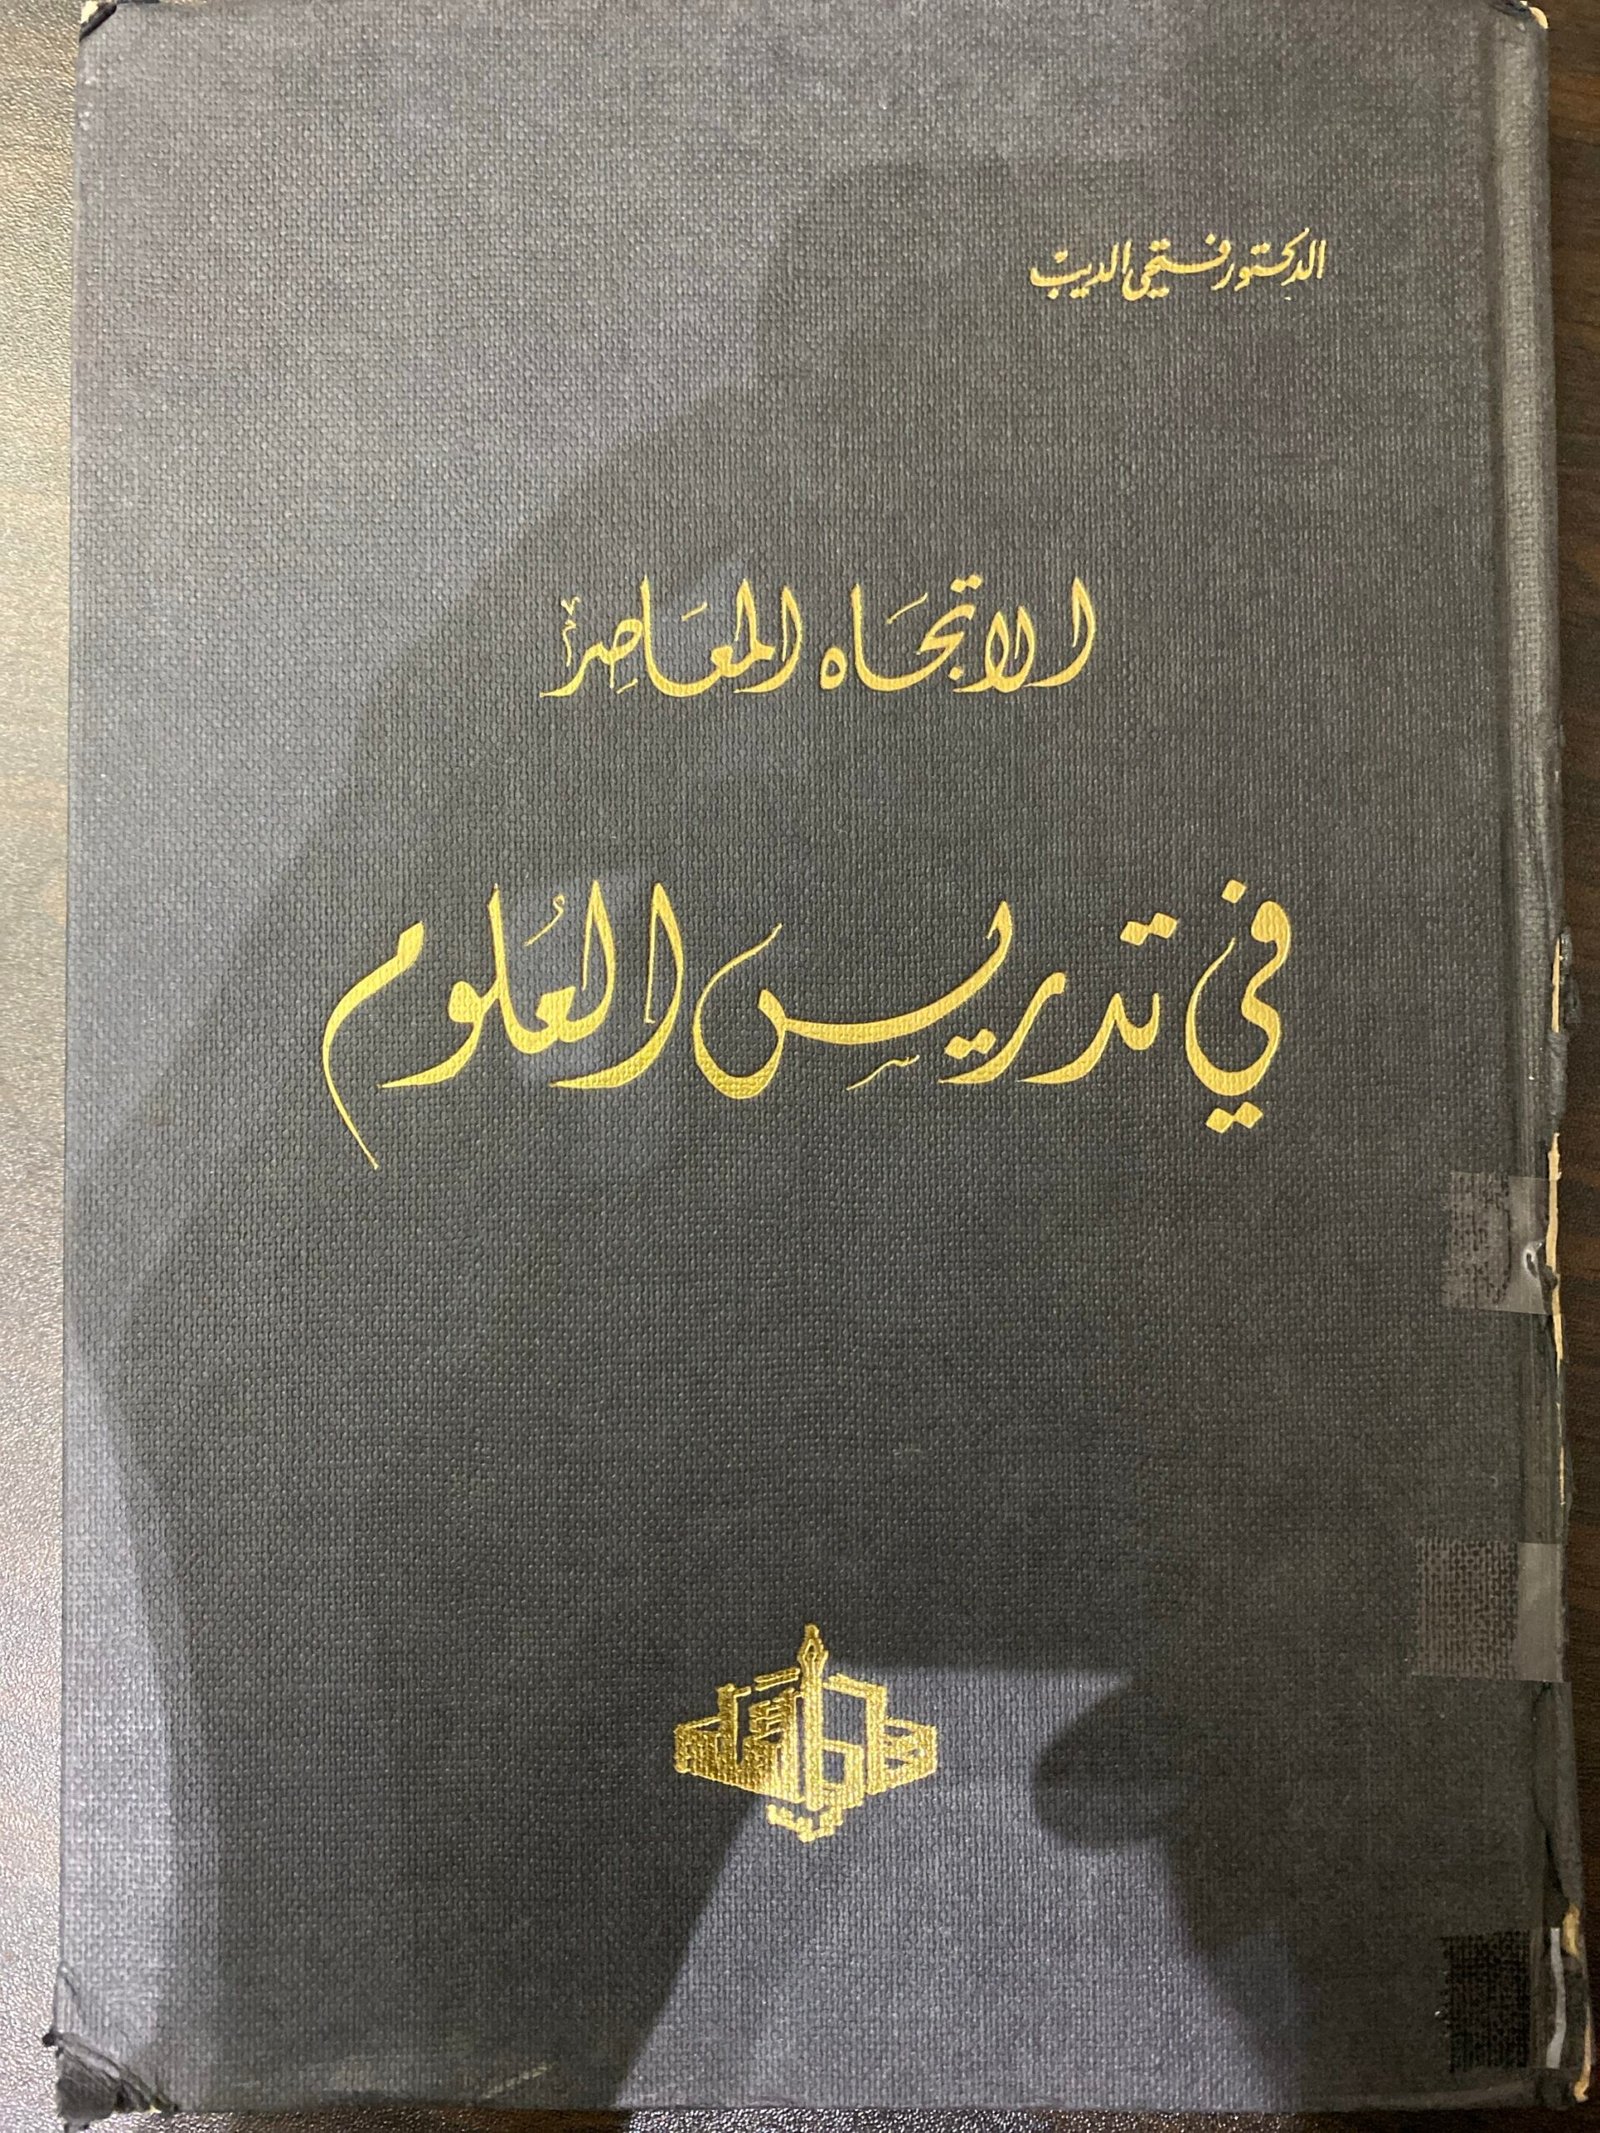 الدكتور فتحي الديب
الاتجاه المعاصر
في تدريس العلوم